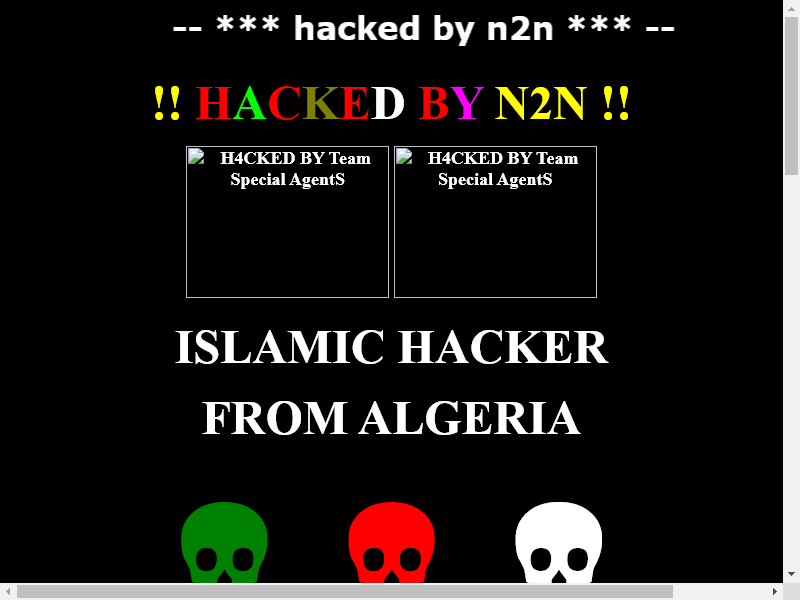 -- *** hacked by n2n *** --
!! HACKED BY N2N !!
H4CKED BY Team
Special AgentS
H4CKED BY Team
Special AgentS
ISLAMIC HACKER
FROM ALGERIA